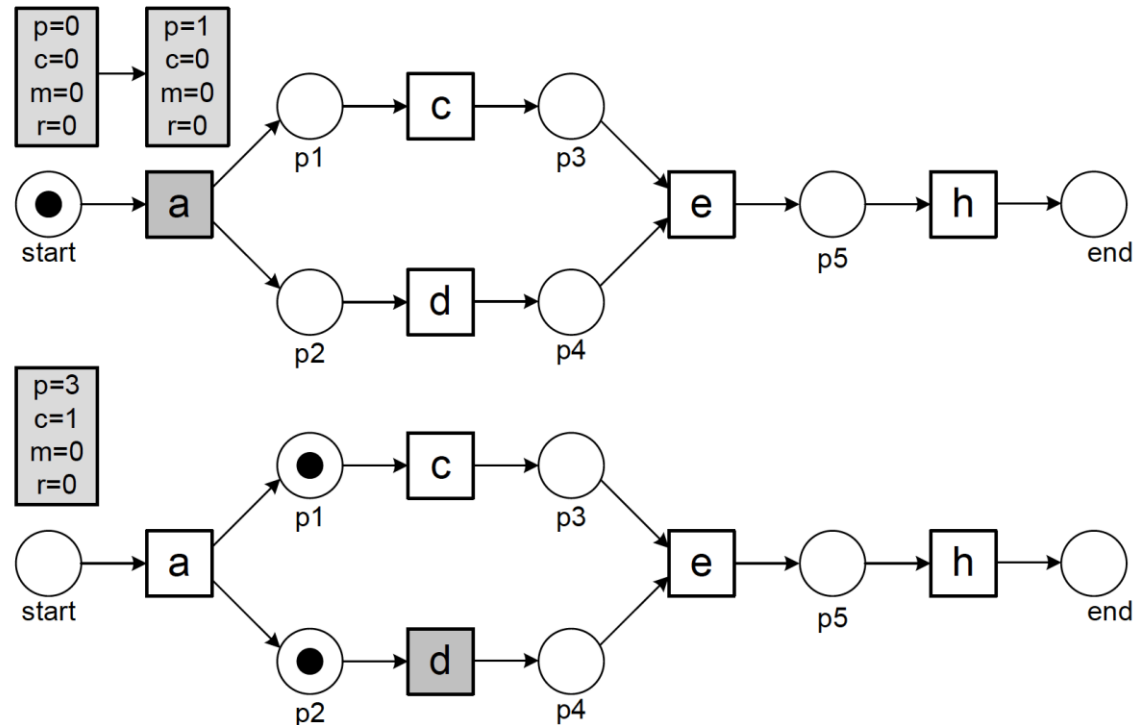 p=0
c=0
m=0
r=0
p=1
c=0
m=0
r=0
c
p1
p3
a
e
h
start
p5
end
d
p2
p4
p=3
c=1
m=0
r=0
c
p1
p3
a
e
h
start
p5
end
d
p2
p4